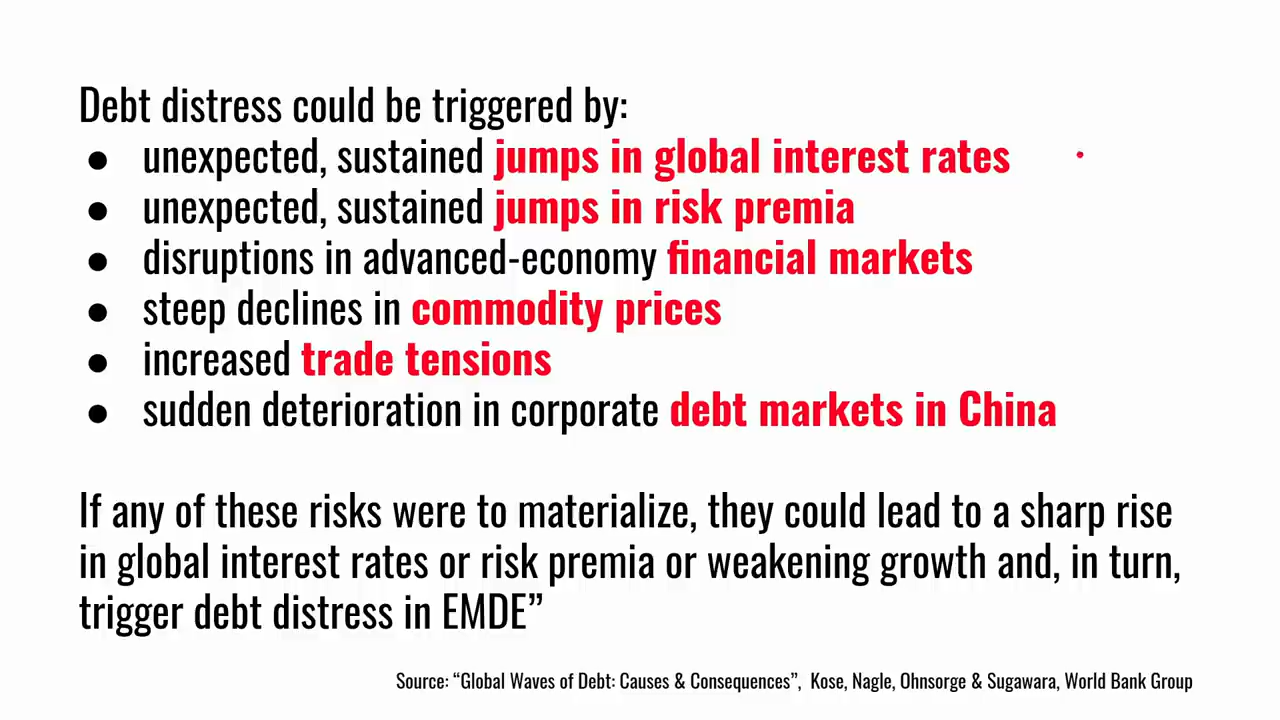 Debt distress could be triggered by:
● unexpected, sustained jumps in global interest rates
● unexpected, sustained jumps in risk premia
● disruptions in advanced-economy financial markets
● steep declines in commodity prices
● increased trade tensions
● sudden deterioration in corporate debt markets in China
If any of these risks were to materialize, they could lead to a sharp rise
in global interest rates or risk premia or weakening growth and, in turn,
trigger debt distress in EMDE”
Source: “Global Waves of Debt: Causes & Consequences”, Kose, Nagle, Ohnsorge & Sugawara, World Bank Group